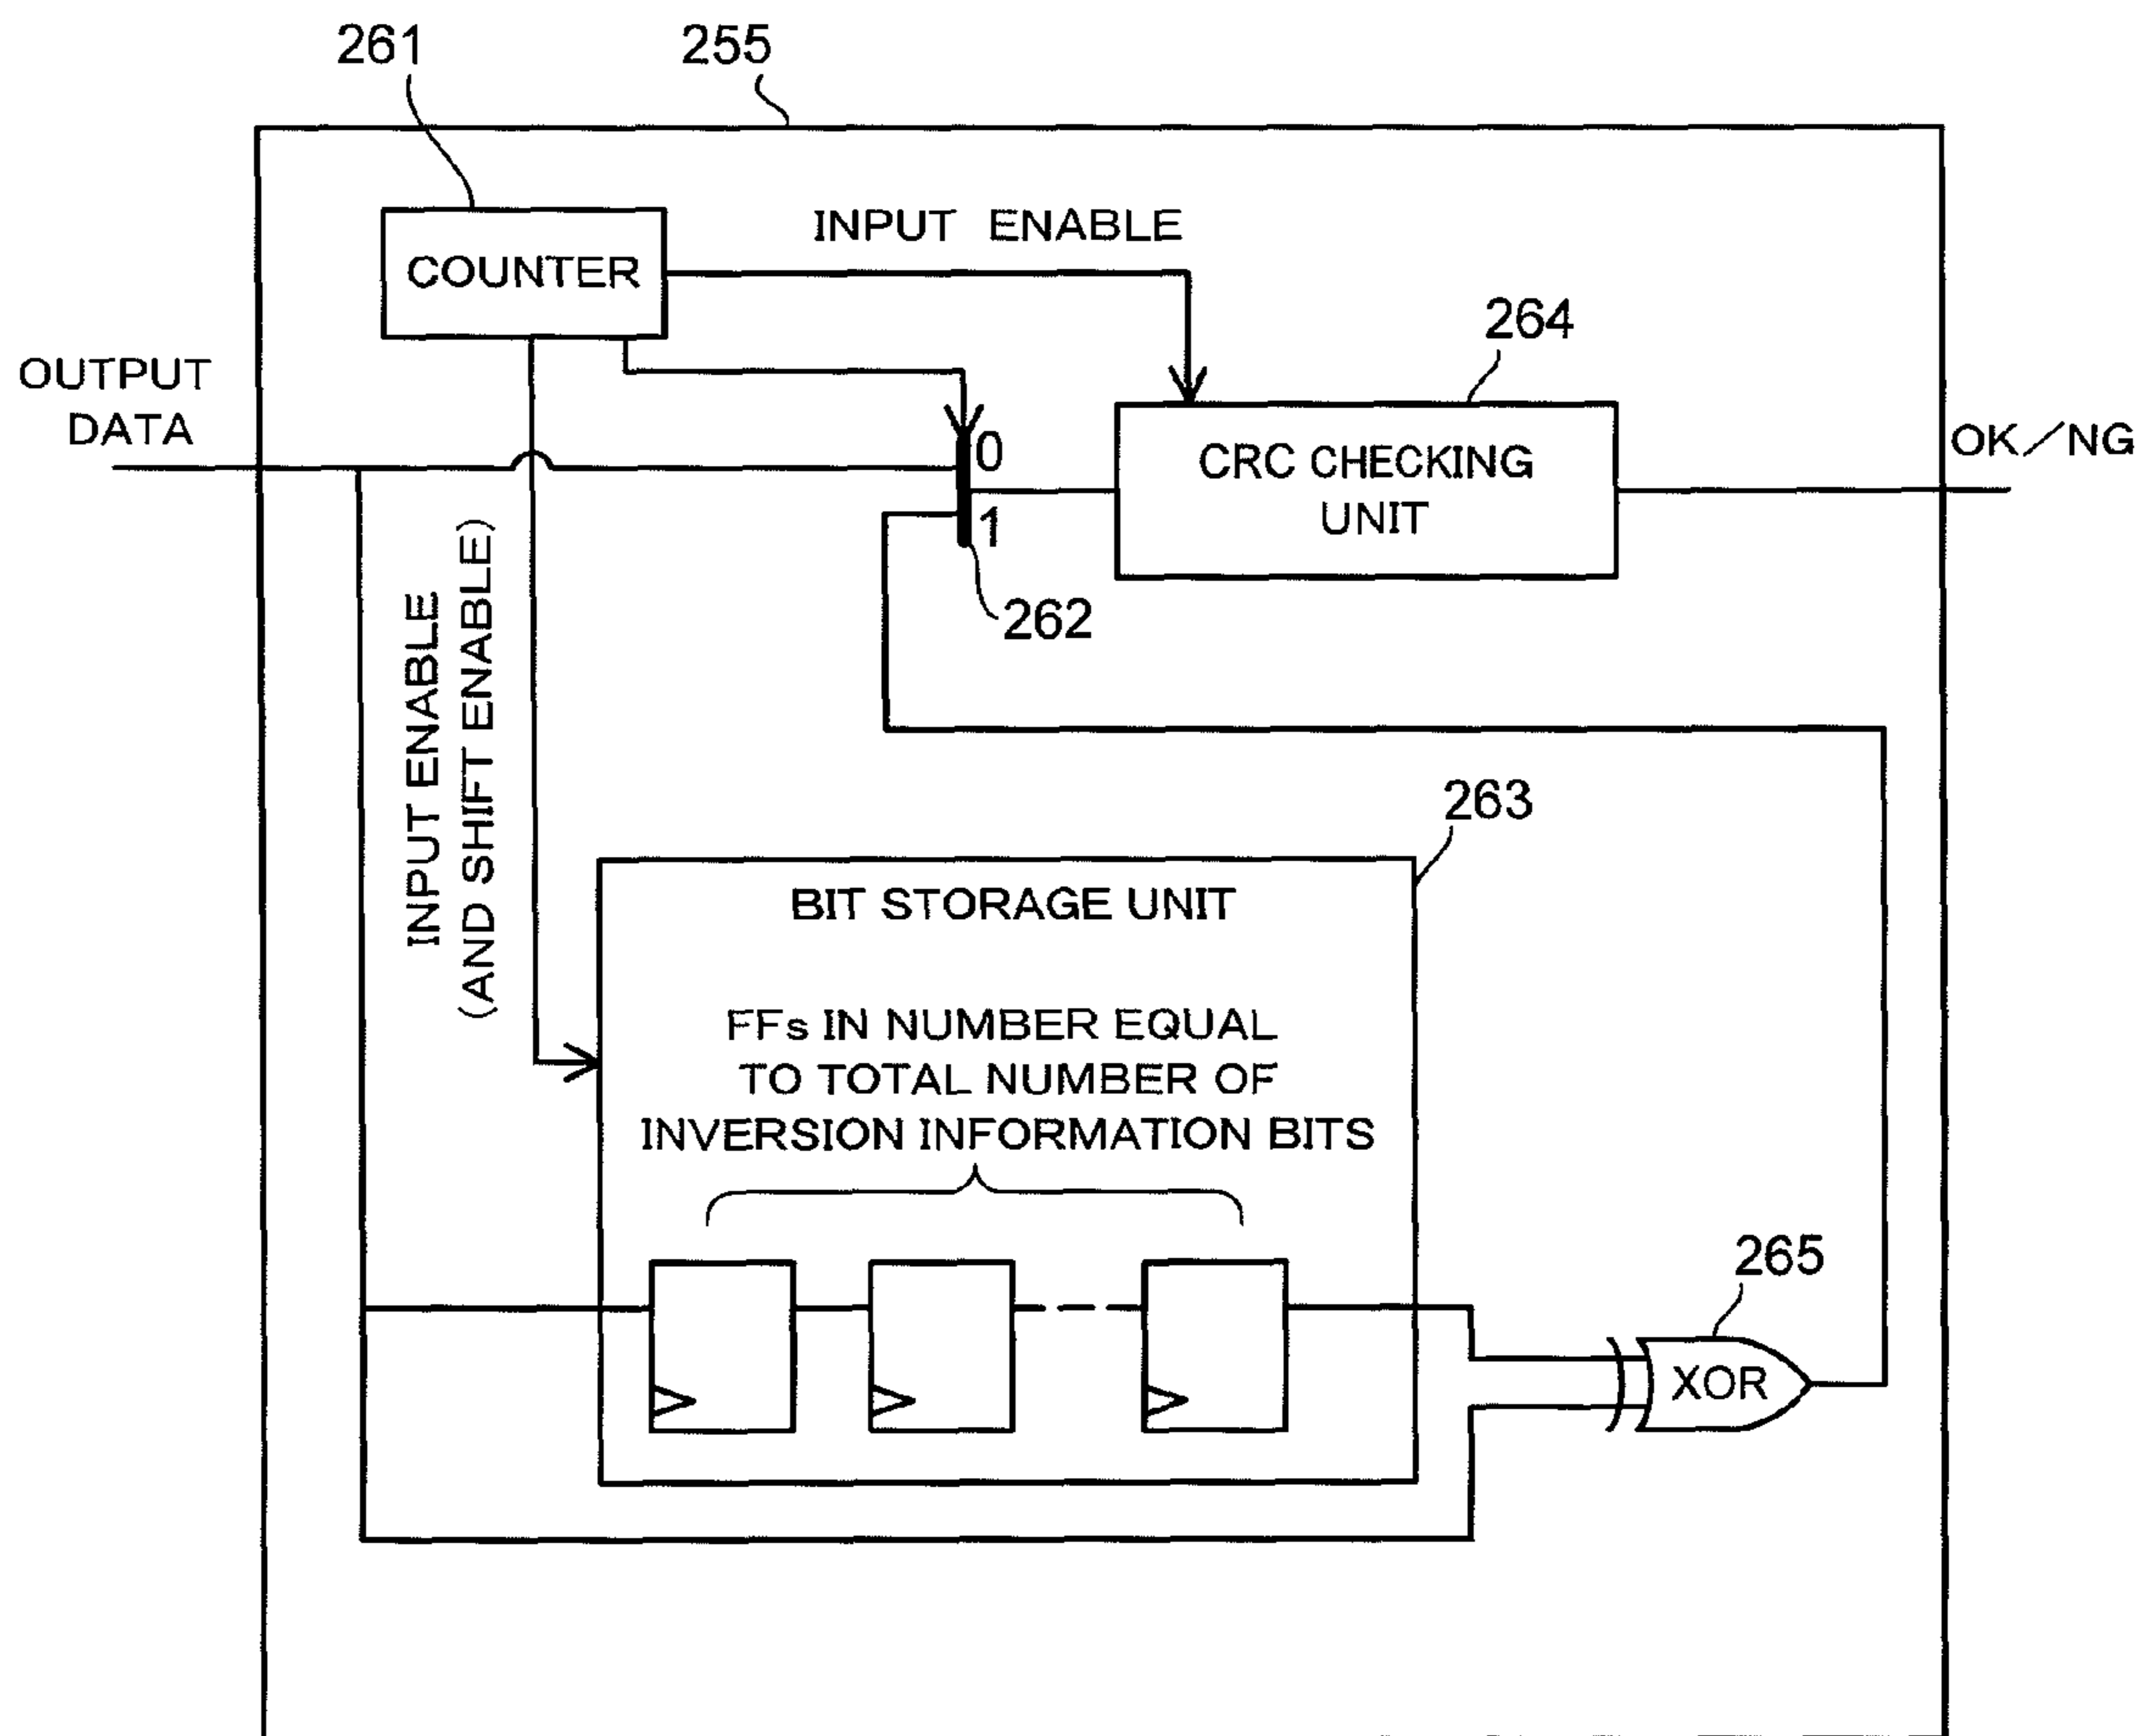 261
255
INPUT ENABLE
COUNTER
264
OUTPUT
DATA
0
CRC CHECKING
UNIT
OK/NG
1
262
INPUT ENABLE
(AND SHIFT ENABLE)
263
BIT STORAGE UNIT
FFs IN NUMBER EQUAL
TO TOTAL NUMBER OF
INVERSION INFORMATION BITS
265
XOR